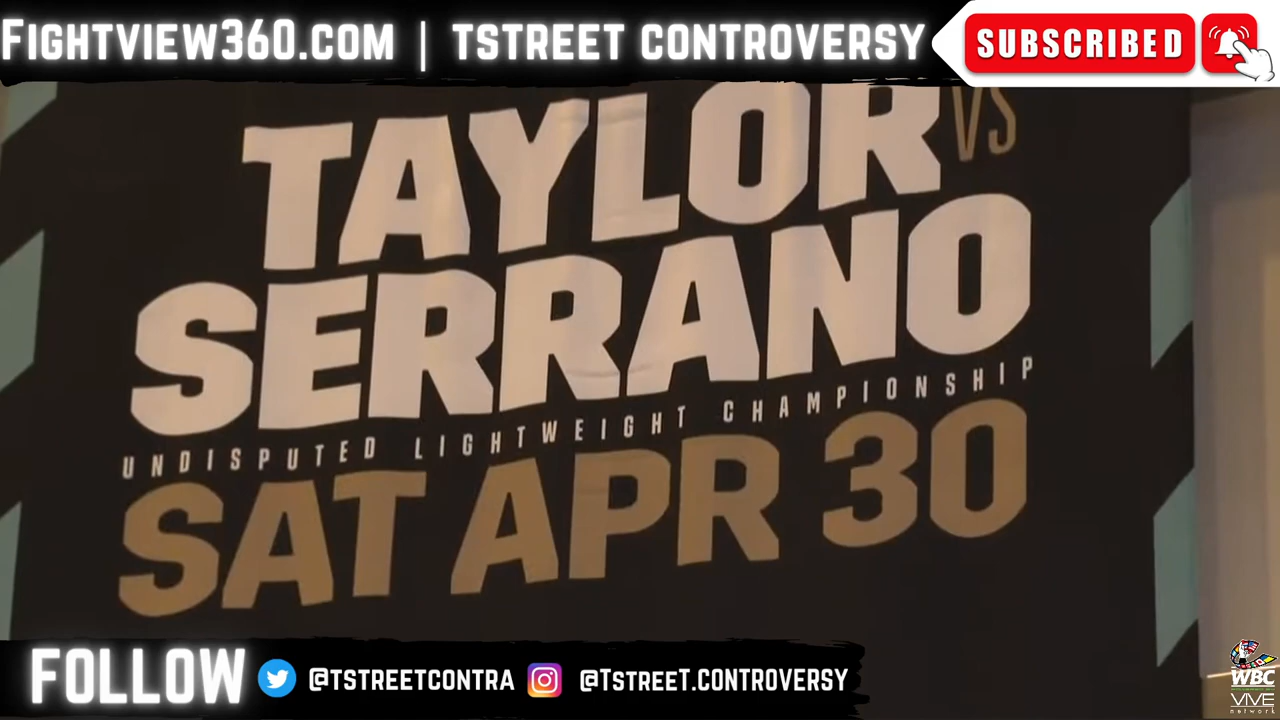 FIGHTVIEW360.COM | TSTREET CONTROVERSY
SUBSCRIBED
TAYLOR VS
SERRANO
UNDISPUTED LIGHTWEIGHT CHAMPIONSHIP
SAT APR 30
FOLLOW @TSTREETCONTRA @TSTREET.CONTROVERSY
WBC
VIVE
network